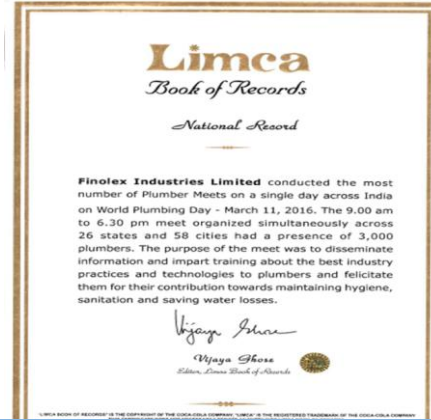 Limca
Book of Records
National Record
Finolex Industries Limited conducted the most
number of Plumber Meets on a single day across India
on World Plumbing Day - March 11, 2016. The 9.00 am
to 6.30 pm meet organized simultaneously across
26 states and 58 cities had a presence of 3,000
plumbers. The purpose of the meet was to disseminate
information and impart training about the best industry
practices and technologies to plumbers and felicitate
them for their contribution towards maintaining hygiene,
sanitation and saving water losses.
Vijaya Ghose
Vijaya Ghose
Editor, Limca Book of Records
"LIMCA BOOK OF RECORDS" IS THE COPYRIGHT OF THE COCA-COLA COMPANY. "LIMCA" IS THE REGISTERED TRADEMARK OF THE COCA-COLA COMPANY